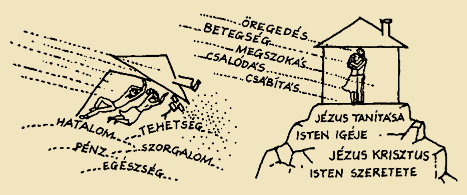 ÖREGEDÉS
BETEGSÉG
MEGSZOKÁS
CSALÓDÁS
CSÁBÍTÁS
HATALOM
TEHETSÉG
PÉNZ
SZORGALOM
EGÉSZSÉG
JÉZUS TANÍTÁSA
ISTEN IGÉJE
JÉZUS KRISZTUS
ISTEN SZERETETE